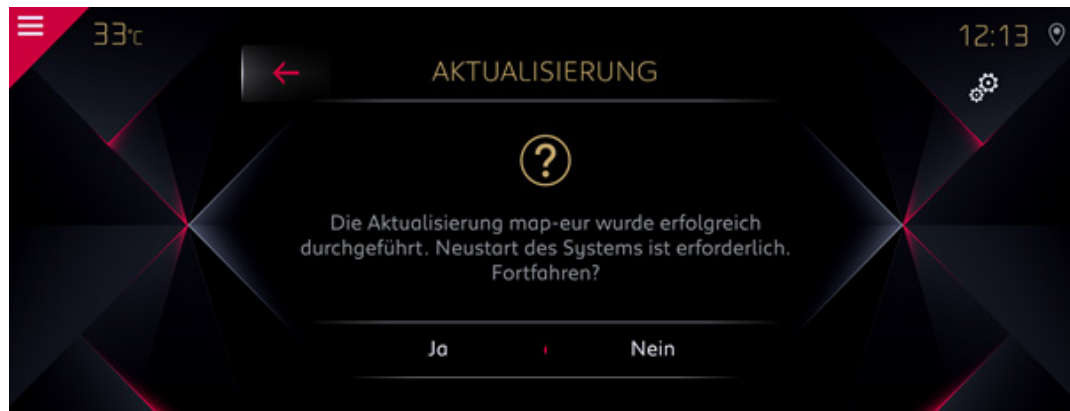 33°C
12:13
AKTUALISIERUNG
?
Die Aktualisierung map-eur wurde erfolgreich
durchgeführt. Neustart des Systems ist erforderlich.
Fortfahren?
Ja
Nein